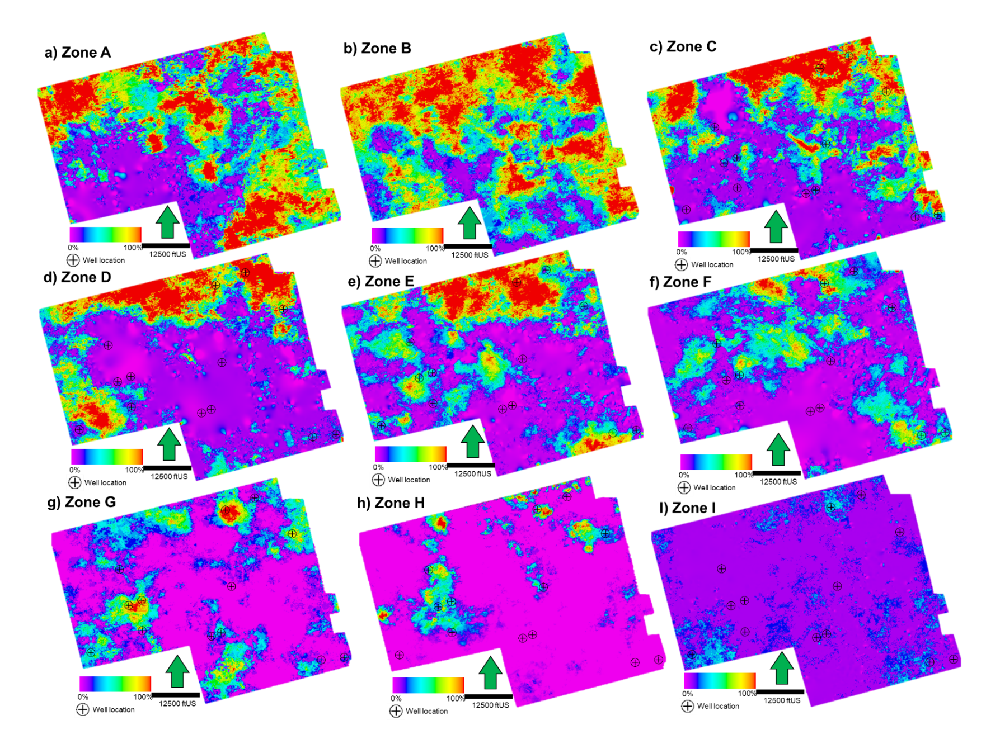 a) Zone A
0% 100%
12500 ftUS
Well location
b) Zone B
0% 100%
12500 ftUS
Well location
c) Zone C
0% 100%
12500 ftUS
Well location
d) Zone D
0% 100%
12500 ftUS
Well location
e) Zone E
0% 100%
12500 ftUS
Well location
f) Zone F
0% 100%
12500 ftUS
Well location
g) Zone G
0% 100%
12500 ftUS
Well location
h) Zone H
0% 100%
12500 ftUS
Well location
I) Zone I
0% 100%
12500 ftUS
Well location